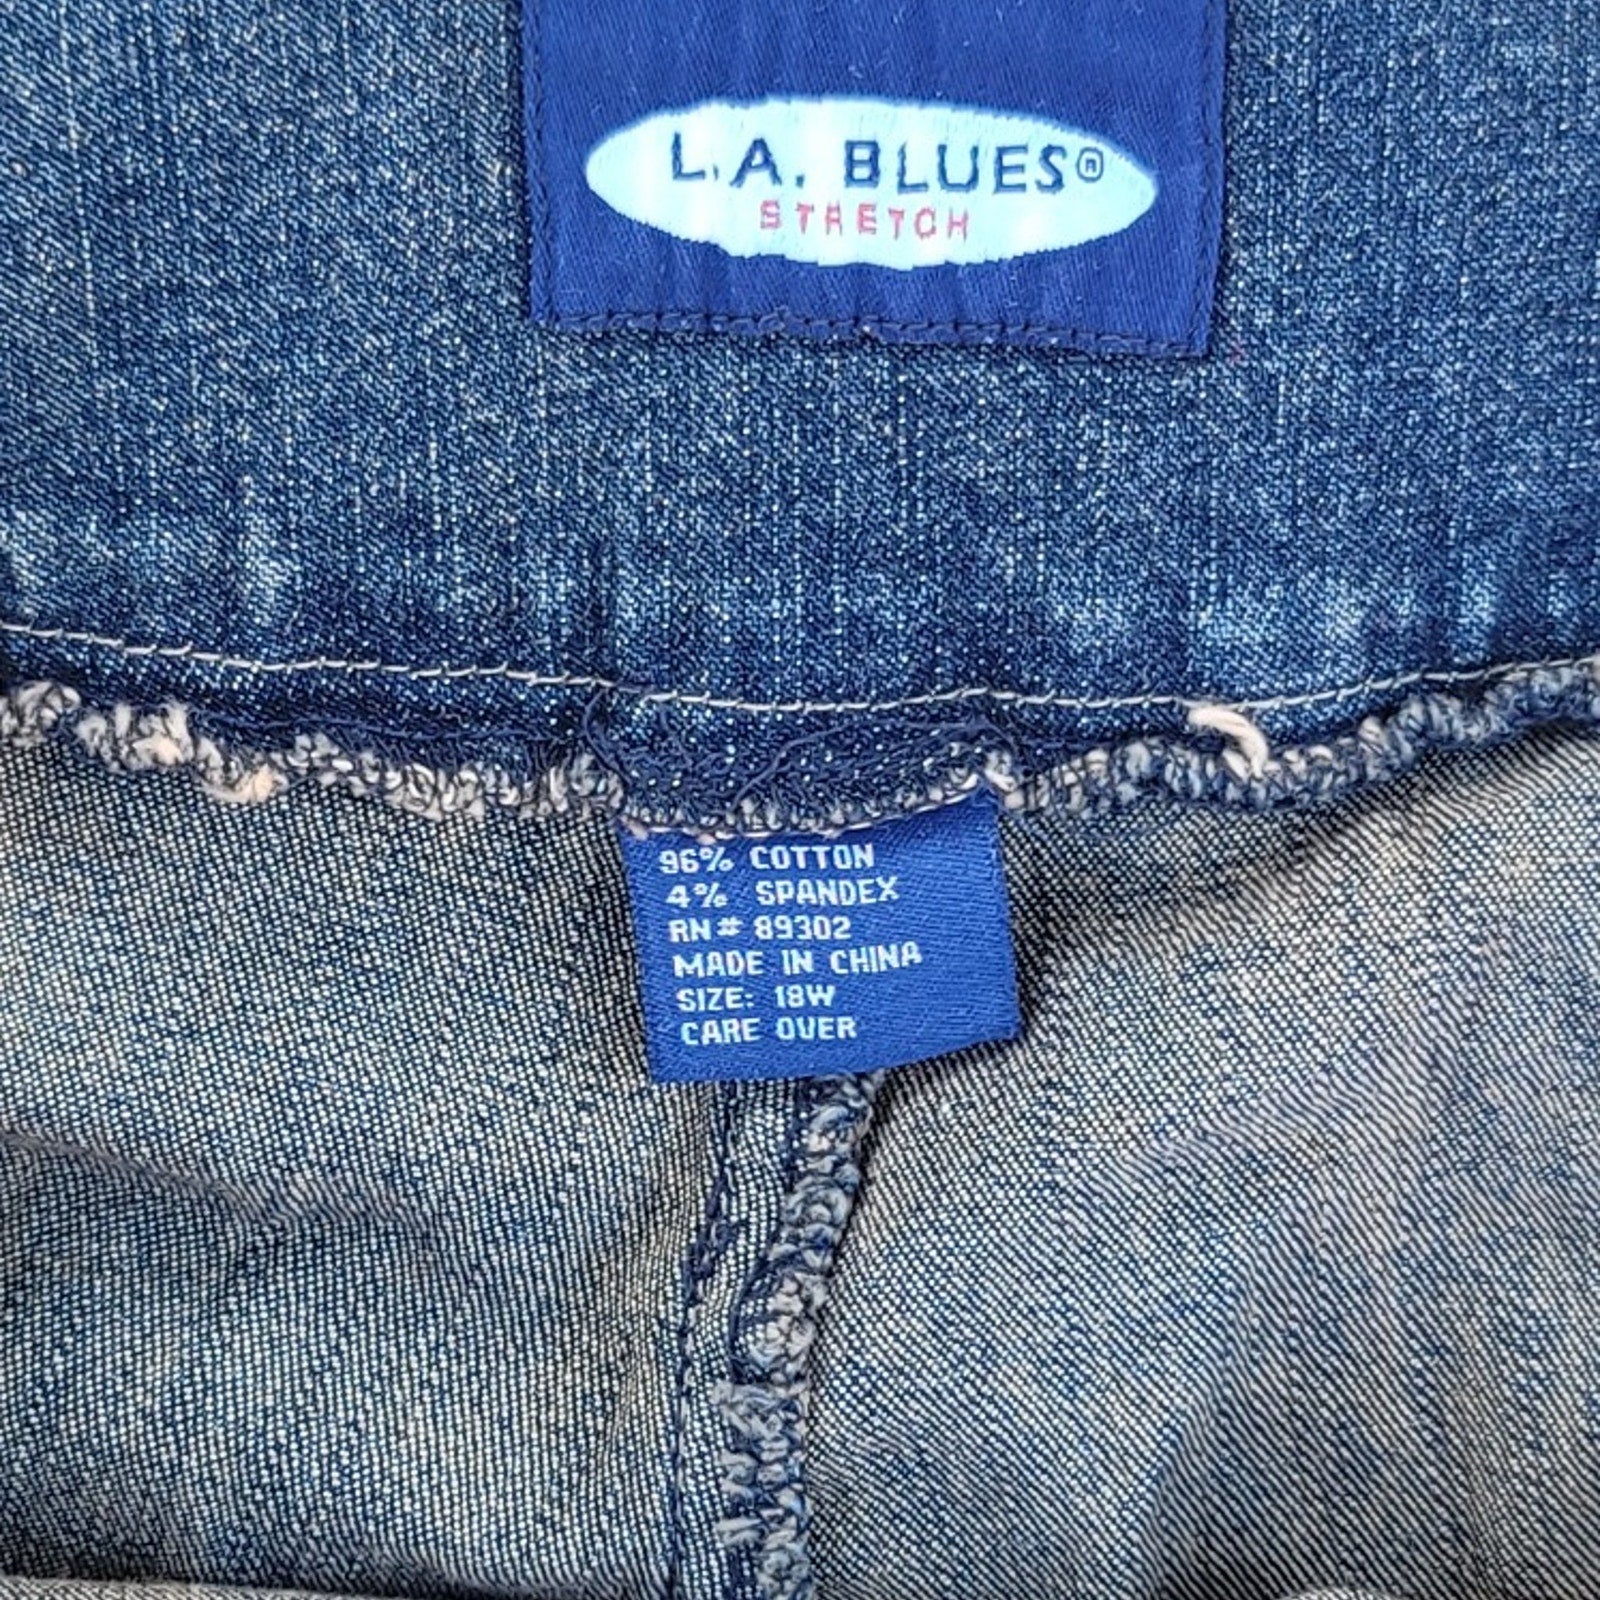 L.A. BLUES®
STRETCH
96% COTTON
4% SPANDEX
RN# 89302
MADE IN CHINA
SIZE: 18W
CARE OVER